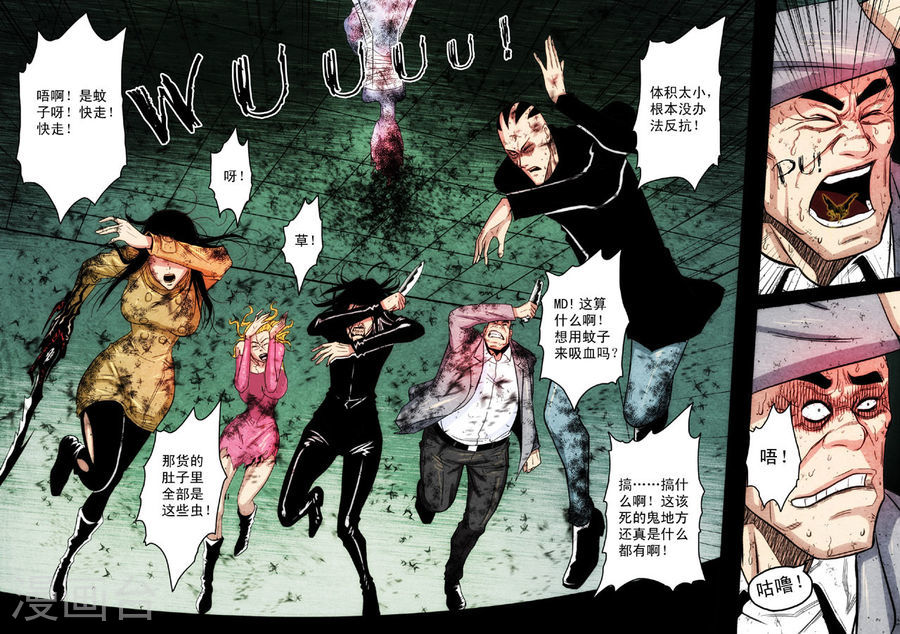 WUUUUU!
唔啊！是蚊
子呀！快走！
快走！
呀！
草！
体积太小，
根本没办
法反抗！
MD！这算
什么啊！
想用蚊子
来吸血吗？
那货的
肚子里
全部是
这些虫！
搞……搞什
么啊！这该
死的鬼地方
还真是什么
都有啊！
DU!
唔！
咕噜！
漫画台